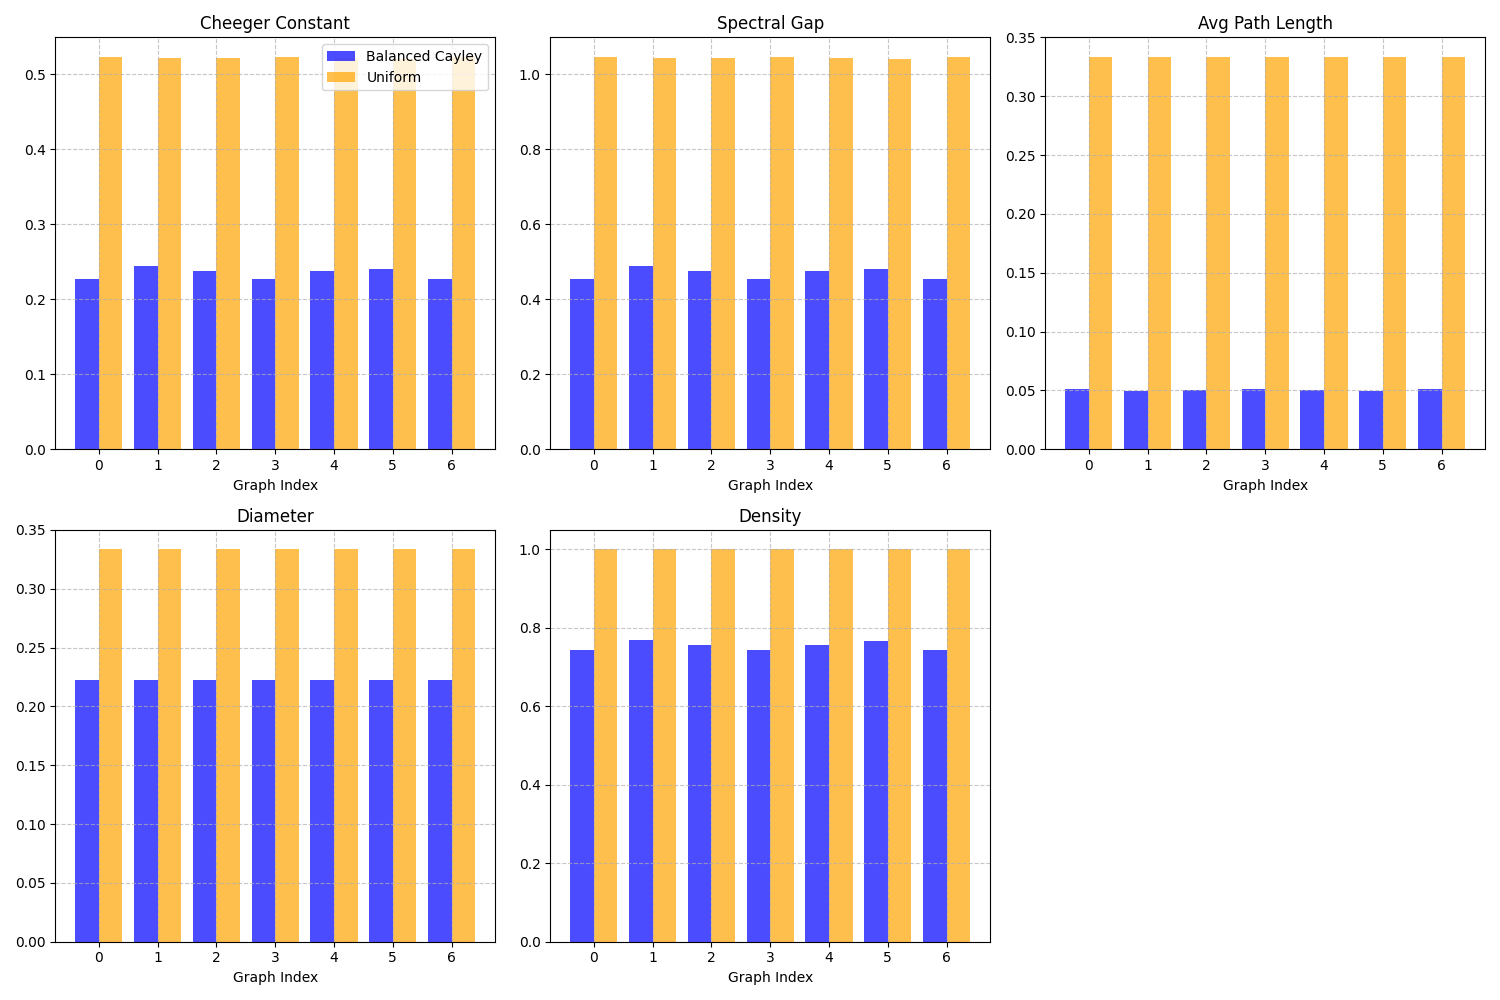 Cheeger Constant
0.5
0.4
0.3
0.2
0.1
0.0
0 1 2 3 4 5 6
Graph Index
Balanced Cayley
Uniform
Spectral Gap
1.0
0.8
0.6
0.4
0.2
0.0
0 1 2 3 4 5 6
Graph Index
Avg Path Length
0.35
0.30
0.25
0.20
0.15
0.10
0.05
0.00
0 1 2 3 4 5 6
Graph Index
Diameter
0.35
0.30
0.25
0.20
0.15
0.10
0.05
0.00
0 1 2 3 4 5 6
Graph Index
Density
1.0
0.8
0.6
0.4
0.2
0.0
0 1 2 3 4 5 6
Graph Index